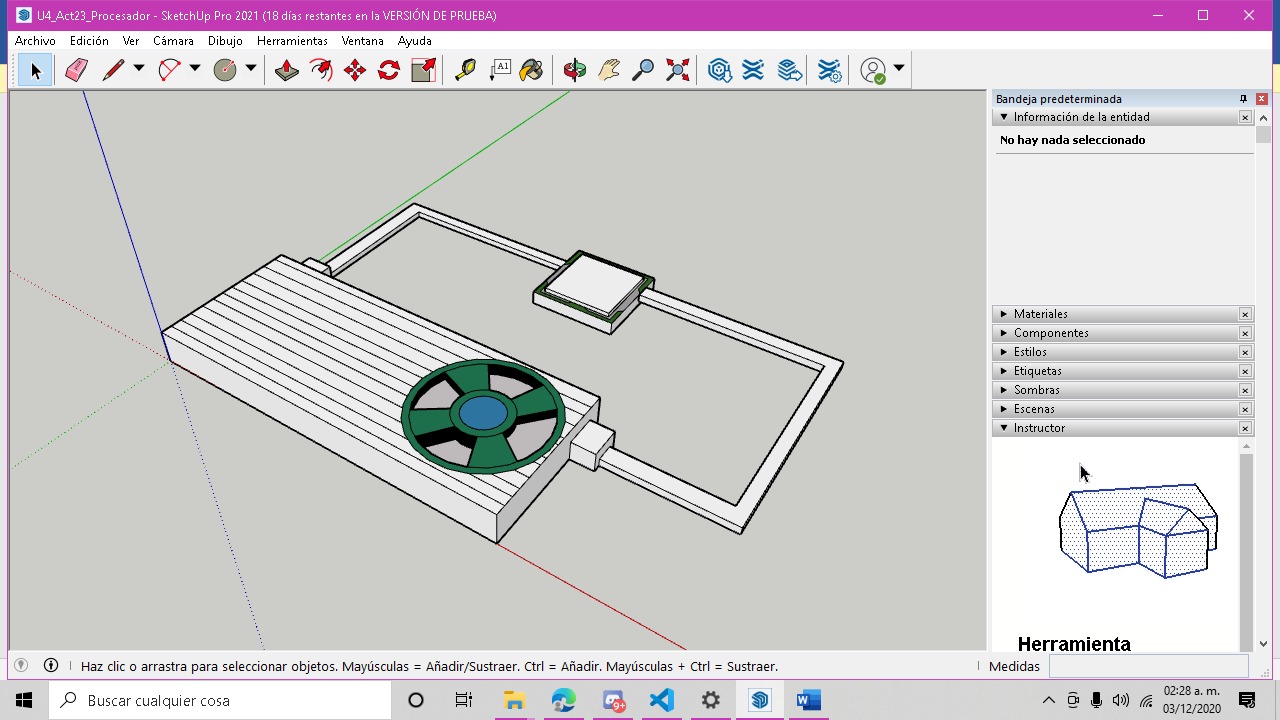 U4_Act23_Procesador - SketchUp Pro 2021 (18 días restantes en la VERSIÓN DE PRUEBA)
Archivo Edición Ver Cámara Dibujo Herramientas Ventana Ayuda
A1
Bandeja predeterminada
Información de la entidad
No hay nada seleccionado
Materiales
Componentes
Estilos
Etiquetas
Sombras
Escenas
Instructor
Herramienta
Haz clic o arrastra para seleccionar objetos. Mayúsculas = Añadir/Sustraer. Ctrl = Añadir. Mayúsculas + Ctrl = Sustraer.
Medidas
Buscar cualquier cosa
9+
W
02:28 a. m.
03/12/2020